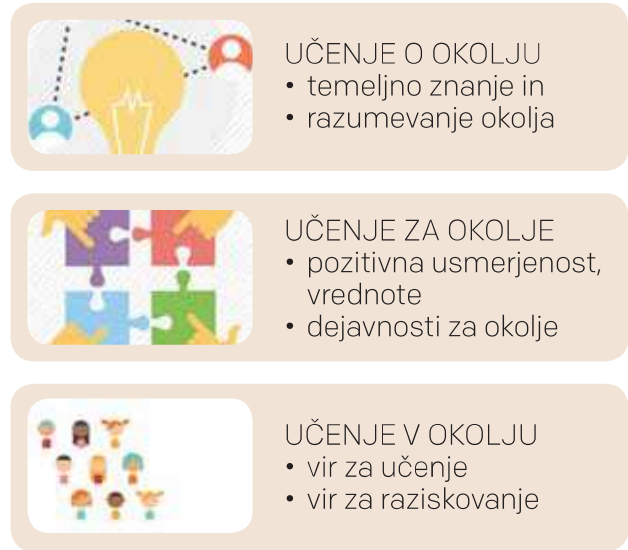 UČENJE O OKOLJU
• temeljno znanje in
• razumevanje okolja
UČENJE ZA OKOLJE
• pozitivna usmerjenost,
vrednote
• dejavnosti za okolje
UČENJE V OKOLJU
• vir za učenje
• vir za raziskovanje